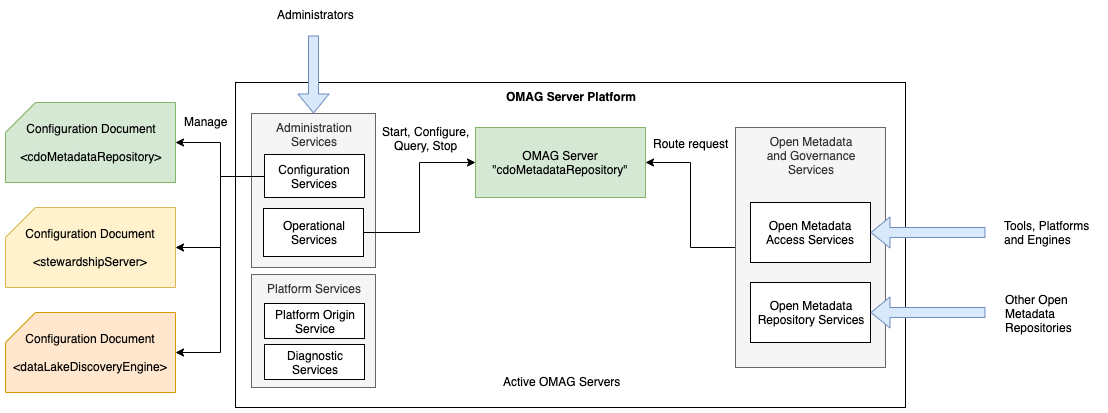 Administrators
OMAG Server Platform
Configuration Document
<cdoMetadataRepository>
Manage
Administration
Services
Configuration
Services
Operational
Services
Start, Configure,
Query, Stop
OMAG Server
"cdoMetadataRepository"
Route request
Open Metadata
and Governance
Services
Open Metadata
Access Services
Tools, Platforms
and Engines
Configuration Document
<stewardshipServer>
Platform Services
Platform Origin
Service
Diagnostic
Services
Open Metadata
Repository Services
Other Open
Metadata
Repositories
Configuration Document
<dataLakeDiscoveryEngine>
Active OMAG Servers